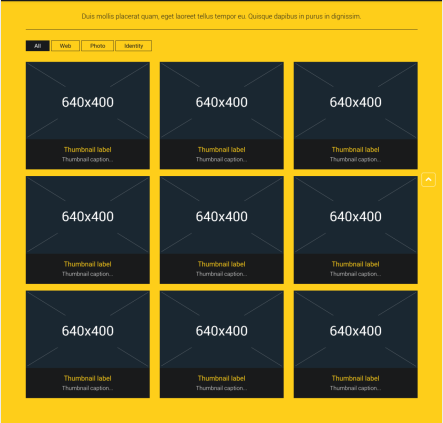 Duis mollis placerat quam, eget laoreet tellus tempor eu. Quisque dapibus in purus in dignissim.
All Web Photo Identity
640x400 640x400 640x400
Thumbnail label Thumbnail label Thumbnail label
Thumbnail caption... Thumbnail caption... Thumbnail caption...
640x400 640x400 640x400
Thumbnail label Thumbnail label Thumbnail label
Thumbnail caption... Thumbnail caption... Thumbnail caption...
640x400 640x400 640x400
Thumbnail label Thumbnail label Thumbnail label
Thumbnail caption... Thumbnail caption... Thumbnail caption...